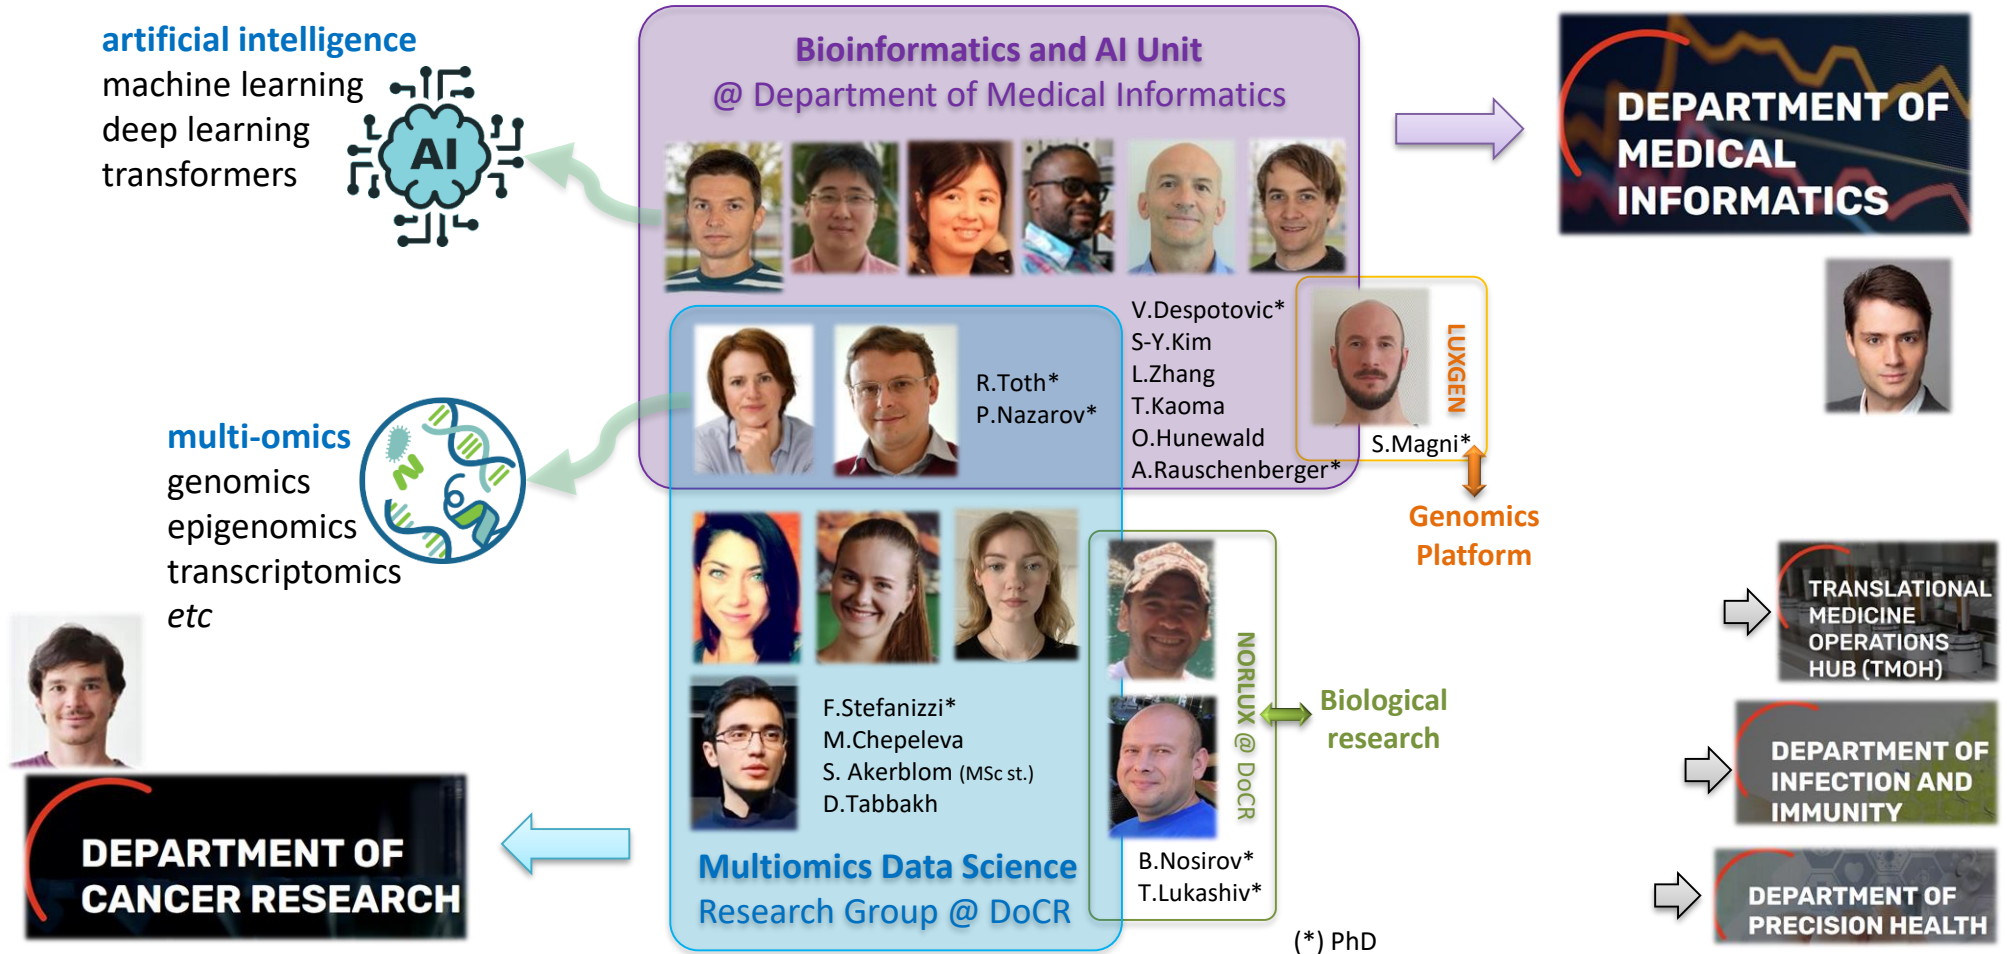 artificial intelligence
machine learning
deep learning
transformers
AI
Bioinformatics and AI Unit
@ Department of Medical Informatics
DEPARTMENT OF
MEDICAL
INFORMATICS
V.Despotovic*
S-Y.Kim
L.Zhang
T.Kaoma
O.Hunewald
A.Rauschenberger*
R.Toth*
P.Nazarov*
LUXGEN
S.Magni*
Genomics
Platform
multi-omics
genomics
epigenomics
transcriptomics
etc
F.Stefanizzi*
M.Chepeleva
S. Akerblom (MSc st.)
D.Tabbakh
NORLUX @ DoCR
Biological
research
B.Nosirov*
T.Lukashiv*
Multiomics Data Science
Research Group @ DoCR
DEPARTMENT OF
CANCER RESEARCH
TRANSLATIONAL
MEDICINE
OPERATIONS
HUB (TMOH)
DEPARTMENT OF
INFECTION AND
IMMUNITY
DEPARTMENT OF
PRECISION HEALTH
(*) PhD